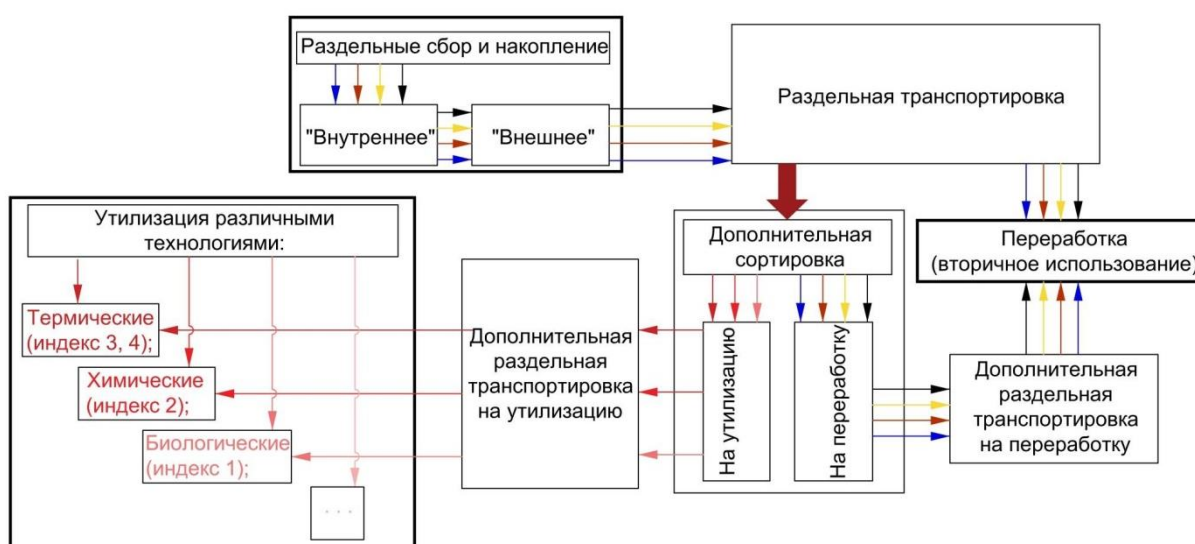 Раздельные сбор и накопление
"Внутреннее"
"Внешнее"
Раздельная транспортировка
Утилизация различными
технологиями:
Термические
(индекс 3, 4);
Химические
(индекс 2);
Биологические
(индекс 1);
. . .
Дополнительная
раздельная
транспортировка
на утилизацию
Дополнительная
сортировка
На утилизацию
На переработку
Переработка
(вторичное использование)
Дополнительная
раздельная
транспортировка
на переработку